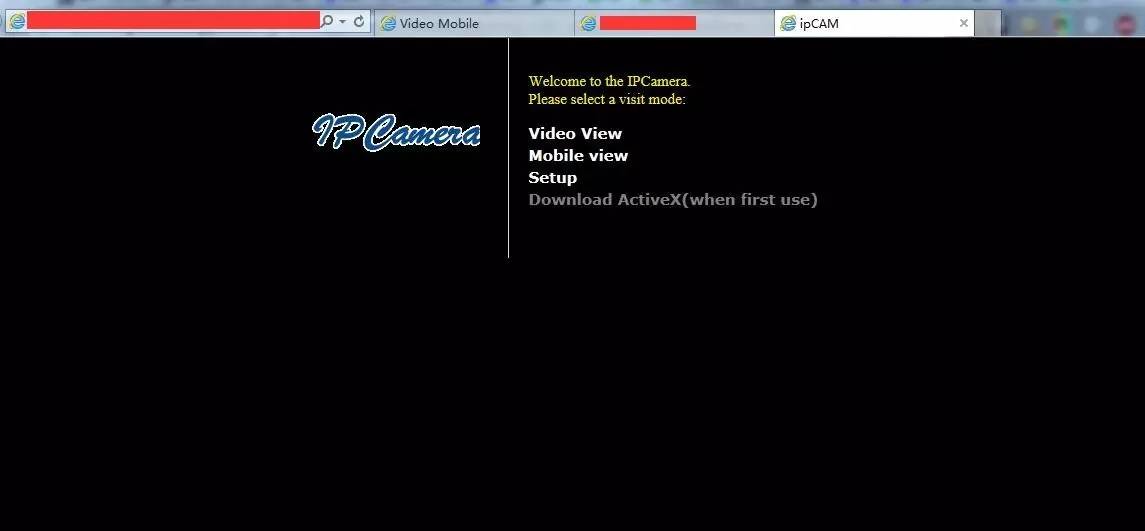 Video Mobile
ipCAM
IPCamera
Welcome to the IPCamera.
Please select a visit mode:
Video View
Mobile view
Setup
Download ActiveX(when first use)